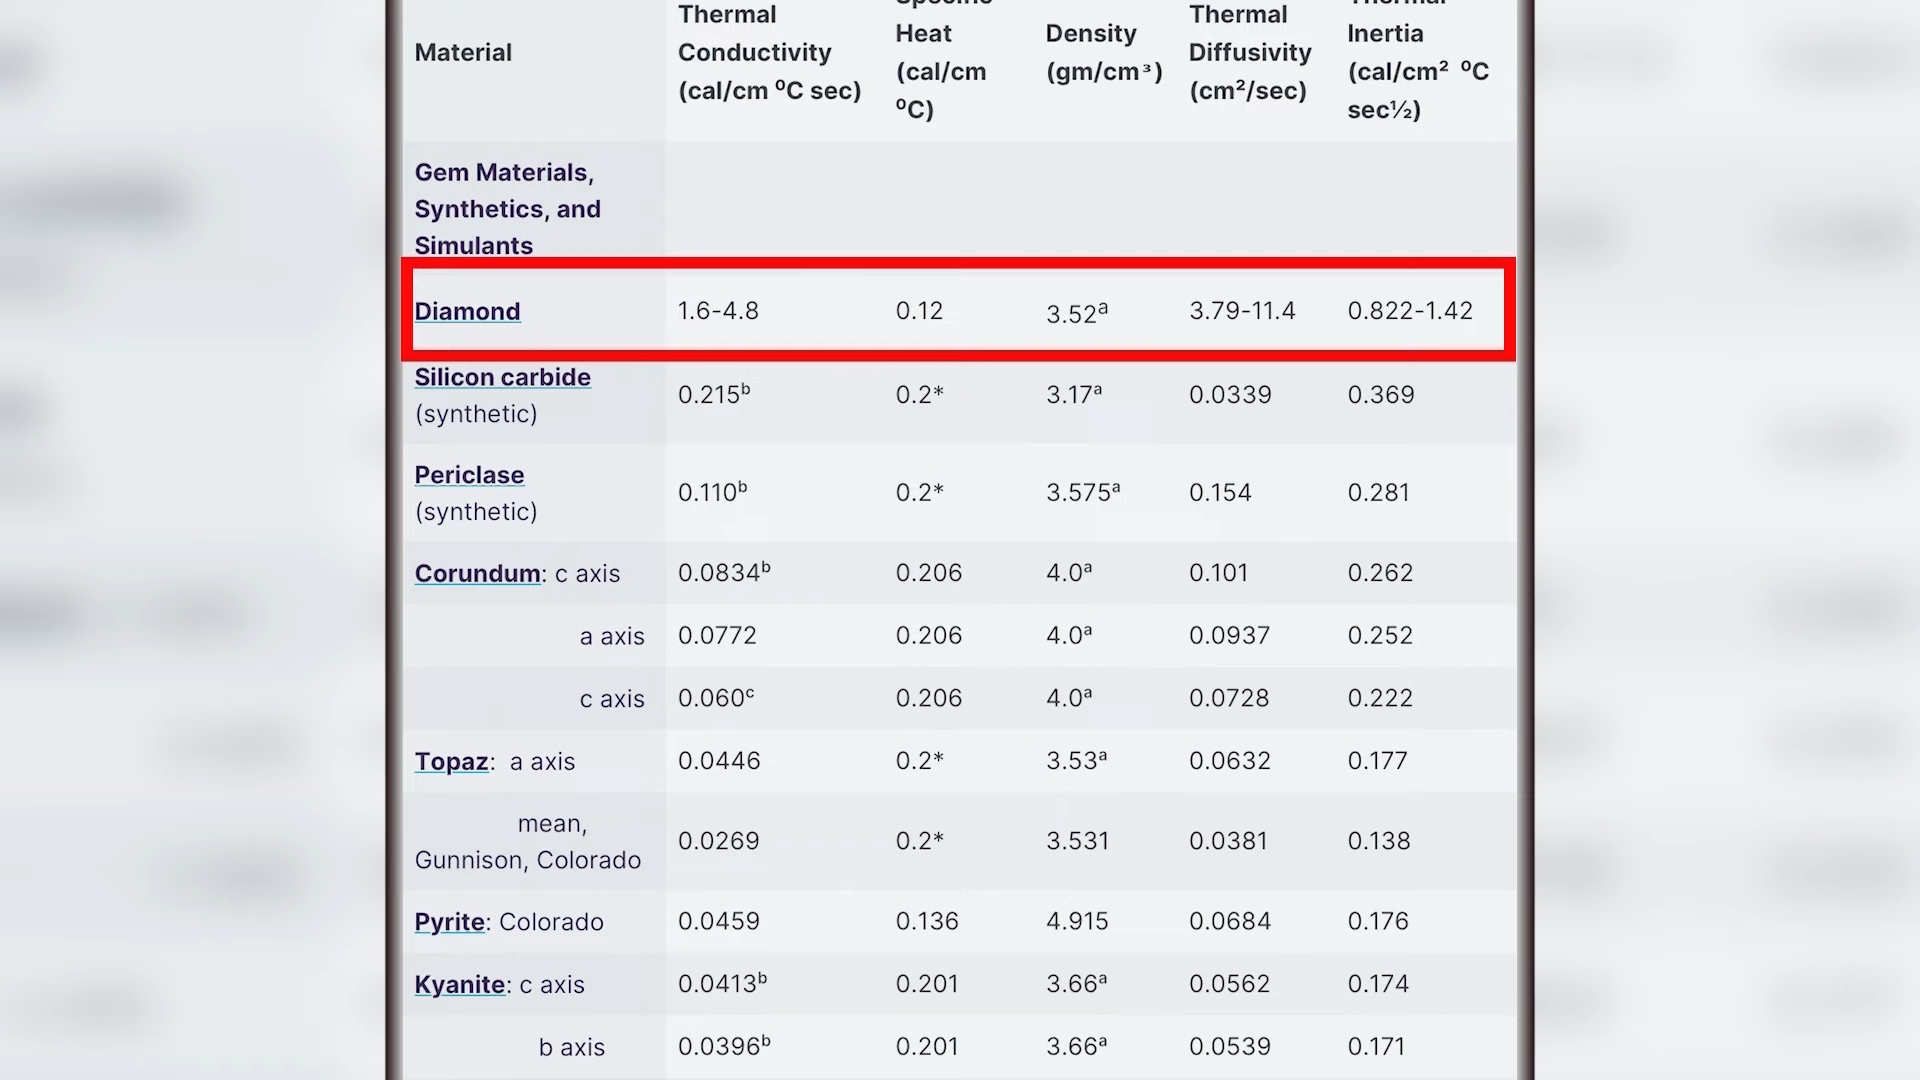 Material
Thermal
Conductivity
(cal/cm ⁰C sec)
Heat
(cal/cm
⁰C)
Density
(gm/cm³)
Thermal
Diffusivity
(cm²/sec)
Inertia
(cal/cm² ⁰C
sec½)
Gem Materials,
Synthetics, and
Simulants
Diamond 1.6-4.8 0.12 3.52ᵃ 3.79-11.4 0.822-1.42
Silicon carbide
(synthetic) 0.215ᵇ 0.2* 3.17ᵃ 0.0339 0.369
Periclase
(synthetic) 0.110ᵇ 0.2* 3.575ᵃ 0.154 0.281
Corundum: c axis 0.0834ᵇ 0.206 4.0ᵃ 0.101 0.262
a axis 0.0772 0.206 4.0ᵃ 0.0937 0.252
c axis 0.060ᶜ 0.206 4.0ᵃ 0.0728 0.222
Topaz: a axis 0.0446 0.2* 3.53ᵃ 0.0632 0.177
mean,
Gunnison, Colorado 0.0269 0.2* 3.531 0.0381 0.138
Pyrite: Colorado 0.0459 0.136 4.915 0.0684 0.176
Kyanite: c axis 0.0413ᵇ 0.201 3.66ᵃ 0.0562 0.174
b axis 0.0396ᵇ 0.201 3.66ᵃ 0.0539 0.171